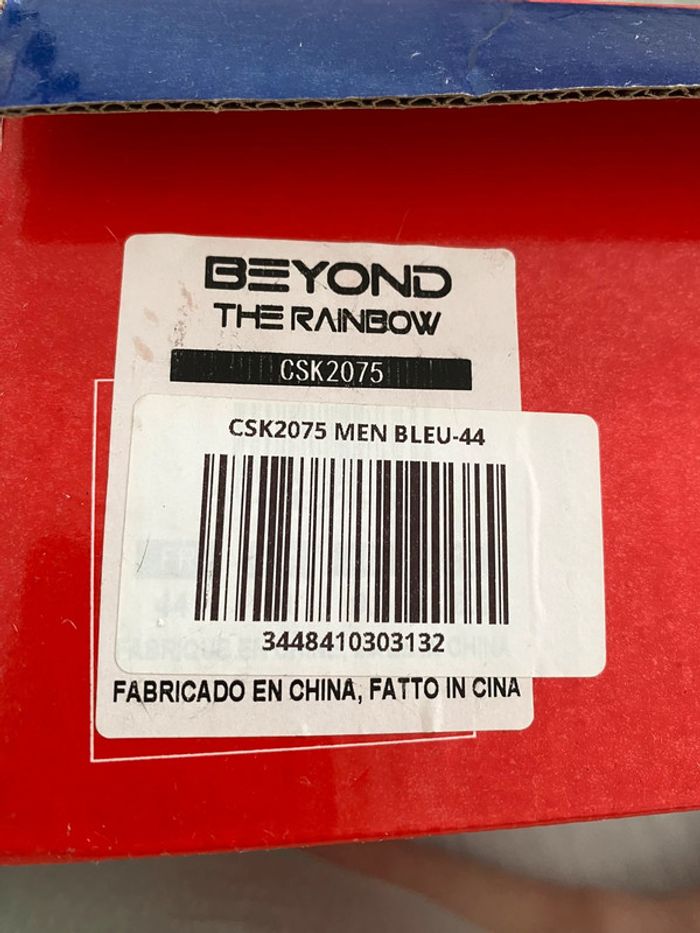 BEYOND
THE RAINBOW
CSK2075
CSK2075 MEN BLEU-44
3448410303132
FABRICADO EN CHINA, FATTO IN CINA